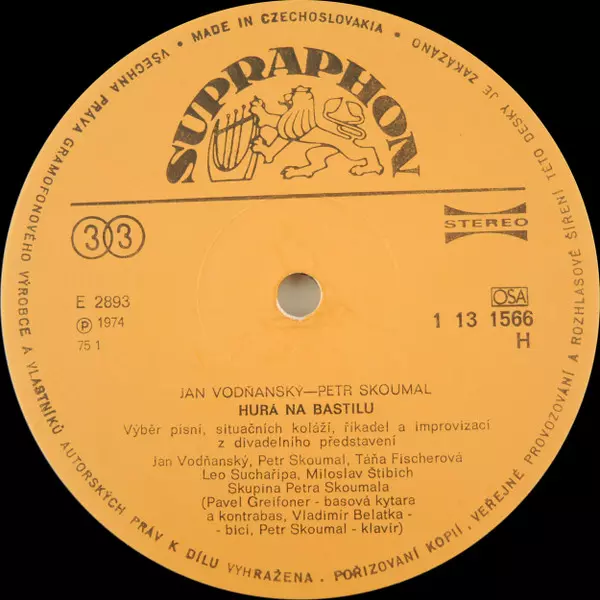 VŠECHNA PRÁVA GRAMOFONOVÉHO VÝROBCE A VLASTNÍKŮ AUTORSKÝCH PRÁV K DÍLU VYHRAŽENA. POŘIZOVÁNÍ KOPIÍ, VEŘEJNÉ PROVOZOVÁNÍ A ROZHLASOVÉ ŠÍŘENÍ TÉTO DESKY JE ZAKÁZÁNO • MADE IN CZECHOSLOVAKIA •
SUPRAPHON
33
STEREO
E 2893
℗ 1974
75 1
OSA
1 13 1566
H
JAN VODŇANSKÝ—PETR SKOUMAL
HURÁ NA BASTILU
Výběr písní, situačních koláží, říkadel a improvizací
z divadelního představení
Jan Vodňanský, Petr Skoumal, Táňa Fischerová
Leo Suchařípa, Miloslav Štibich
Skupina Petra Skoumala
(Pavel Greifoner - basová kytara
a kontrabas, Vladimír Belatka -
- bicí, Petr Skoumal - klavír)